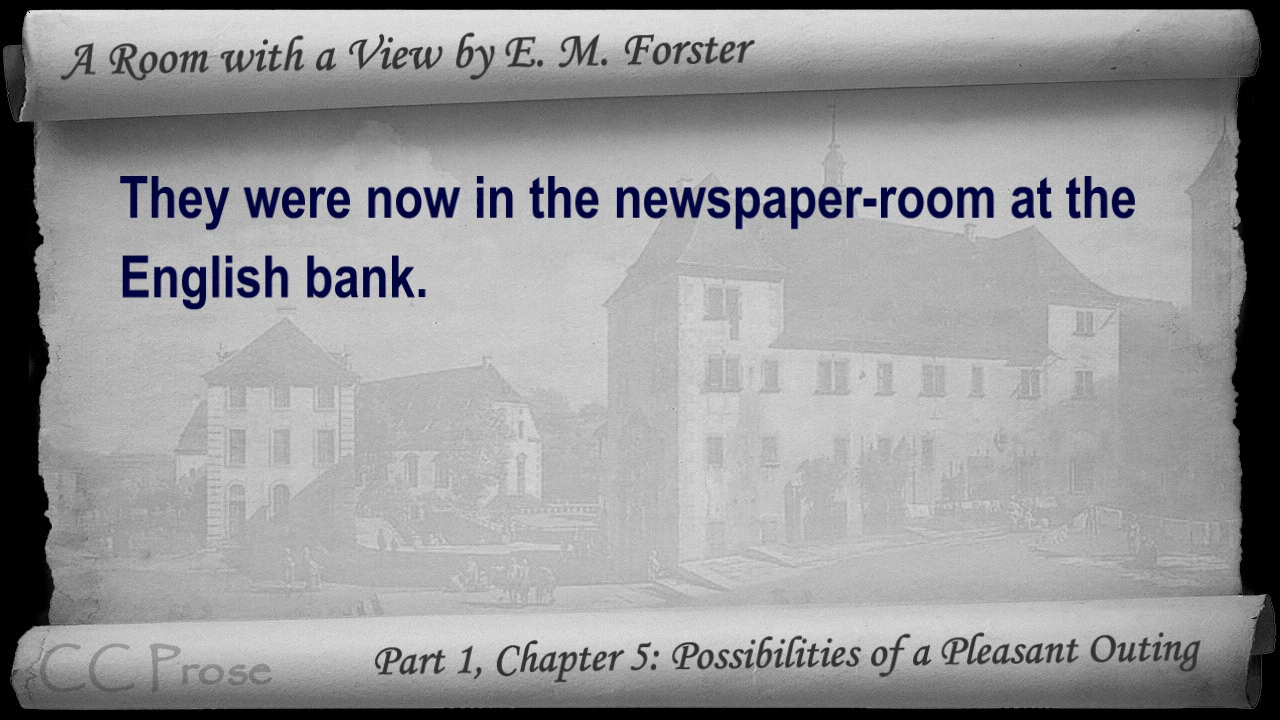 A Room with a View by E. M. Forster
They were now in the newspaper-room at the
English bank.
CC Prose
Part 1, Chapter 5: Possibilities of a Pleasant Outing